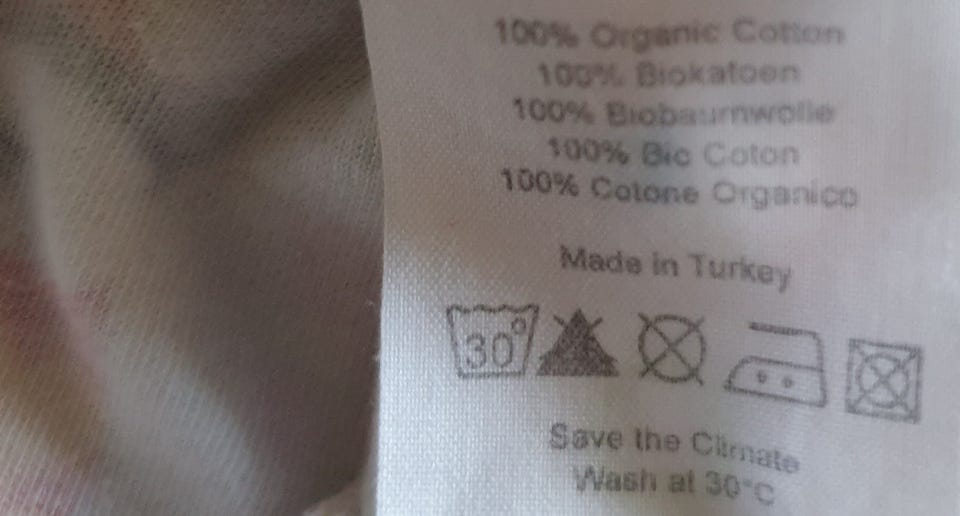 100% Organic Cotton
100% Biokatoen
100% Biobaumwolle
100% Bio Coton
100% Cotone Organico
Made in Turkey
30°
Save the Climate
Wash at 30°C